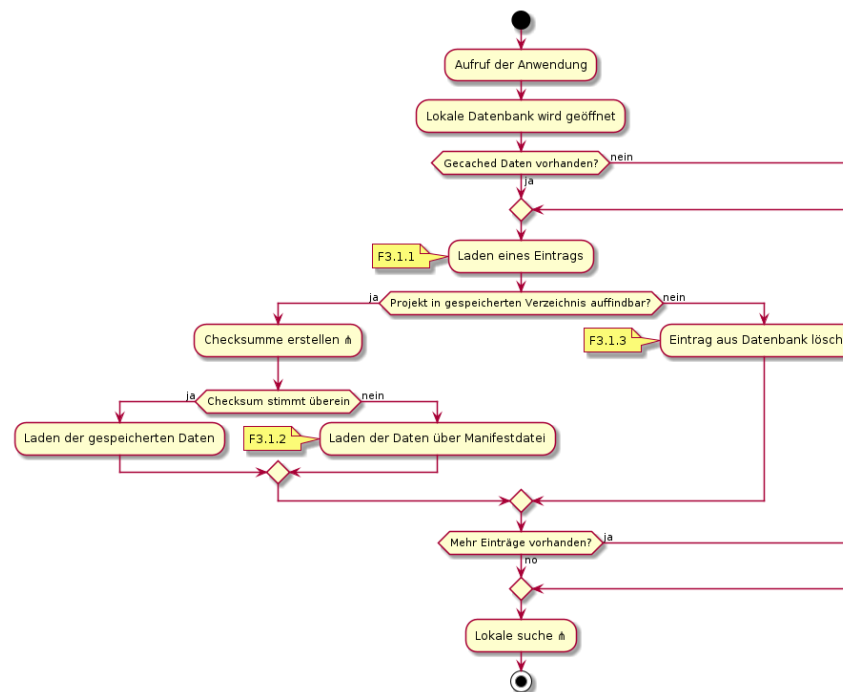 Aufruf der Anwendung
Lokale Datenbank wird geöffnet
Gecached Daten vorhanden?
nein
ja
F3.1.1
Laden eines Eintrags
ja
Projekt in gespeicherten Verzeichnis auffindbar?
nein
Checksumme erstellen ⋔
F3.1.3
Eintrag aus Datenbank lösch
ja
Checksum stimmt überein
nein
Laden der gespeicherten Daten
F3.1.2
Laden der Daten über Manifestdatei
Mehr Einträge vorhanden?
ja
no
Lokale suche ⋔